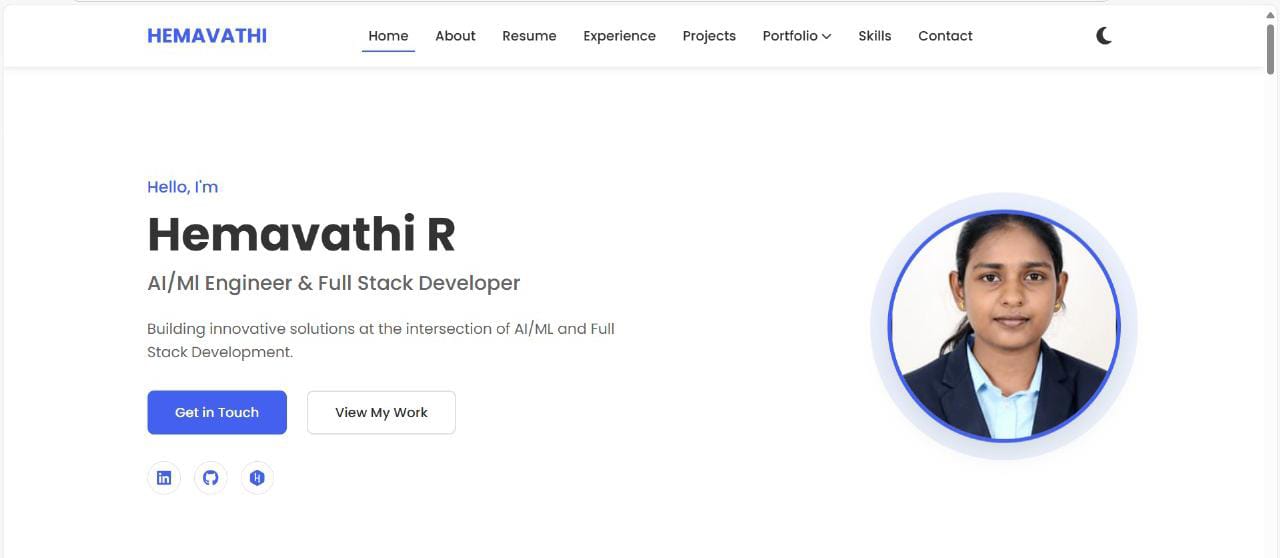 HEMAVATHI
Home About Resume Experience Projects Portfolio Skills Contact
Hello, I'm
Hemavathi R
AI/Ml Engineer & Full Stack Developer
Building innovative solutions at the intersection of AI/ML and Full
Stack Development.
Get in Touch View My Work